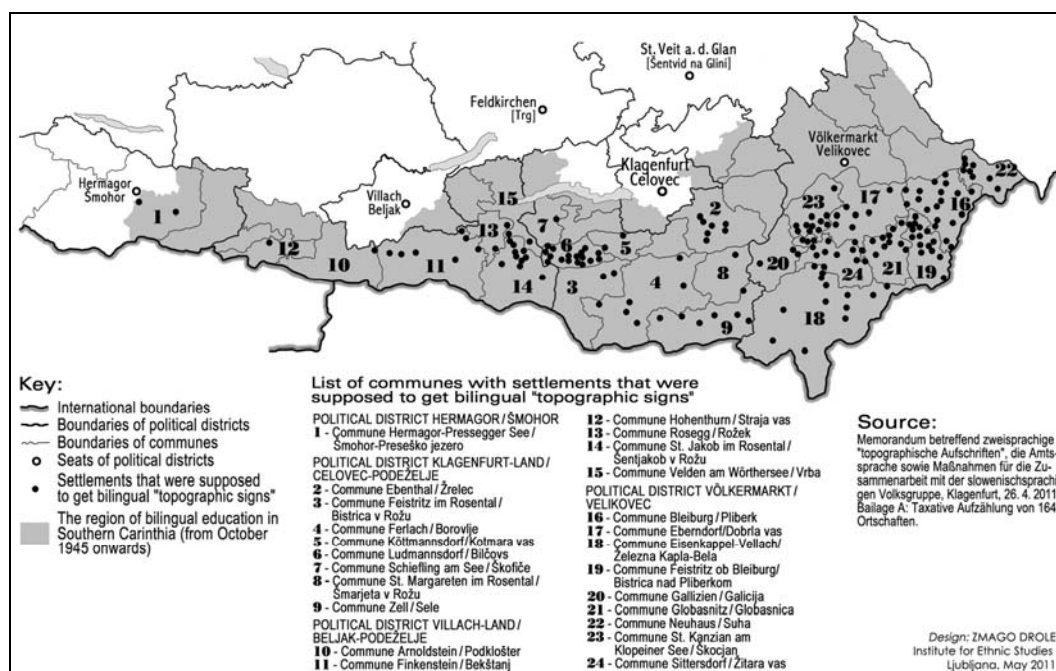 St. Veit a. d. Glan
[Šentvid na Glini]
Feldkirchen
[Trg]
Völkermarkt
Velikovec
Klagenfurt
Celovec
Hermagor
Šmohor
Villach
Beljak
1
2
3
4
5
6
7
8
9
10
11
12
13
14
15
16
17
18
19
20
21
22
23
24
Key:
International boundaries
Boundaries of political districts
Boundaries of communes
Seats of political districts
Settlements that were supposed
to get bilingual "topographic signs"
The region of bilingual education in
Southern Carinthia (from October
1945 onwards)
List of communes with settlements that were
supposed to get bilingual "topographic signs"
POLITICAL DISTRICT HERMAGOR / ŠMOHOR
1 - Commune Hermagor-Pressegger See /
Šmohor-Preseško jezero
POLITICAL DISTRICT KLAGENFURT-LAND /
CELOVEC-PODEŽELJE
2 - Commune Ebenthal / Žrelec
3 - Commune Feistritz im Rosental /
Bistrica v Rožu
4 - Commune Ferlach / Borovlje
5 - Commune Köttmannsdorf / Kotmara vas
6 - Commune Ludmannsdorf / Bilčovs
7 - Commune Schiefling am See / Škofiče
8 - Commune St. Margareten im Rosental /
Šmarjeta v Rožu
9 - Commune Zell / Sele
POLITICAL DISTRICT VILLACH-LAND /
BELJAK-PODEŽELJE
10 - Commune Arnoldstein / Podklošter
11 - Commune Finkenstein / Bekštanj
12 - Commune Hohenthurn / Straja vas
13 - Commune Rosegg / Rožek
14 - Commune St. Jakob im Rosental /
Šentjakob v Rožu
15 - Commune Velden am Wörthersee / Vrba
POLITICAL DISTRICT VÖLKERMARKT /
VELIKOVEC
16 - Commune Bleiburg / Pliberk
17 - Commune Eberndorf/Dobrla vas
18 - Commune Eisenkappel-Vellach/
Železna Kapla-Bela
19 - Commune Feistritz ob Bleiburg/
Bistrica nad Pliberkom
20 - Commune Gallizien / Galicija
21 - Commune Globasnitz / Globasnica
22 - Commune Neuhaus / Suha
23 - Commune St. Kanzian am
Klopeiner See / Škocjan
24 - Commune Sittersdorf / Žitara vas
Source:
Memorandum betreffend zweisprachige
"topographische Aufschriften", die Amts-
sprache sowie Maßnahmen für die Zu-
sammenarbeit mit der slowenischsprachi-
gen Volksgruppe, Klagenfurt, 26. 4. 2011,
Bailage A: Taxative Aufzählung von 164
Ortschaften.
Design: ZMAGO DROLE
Institute for Ethnic Studies
Ljubljana, May 2011